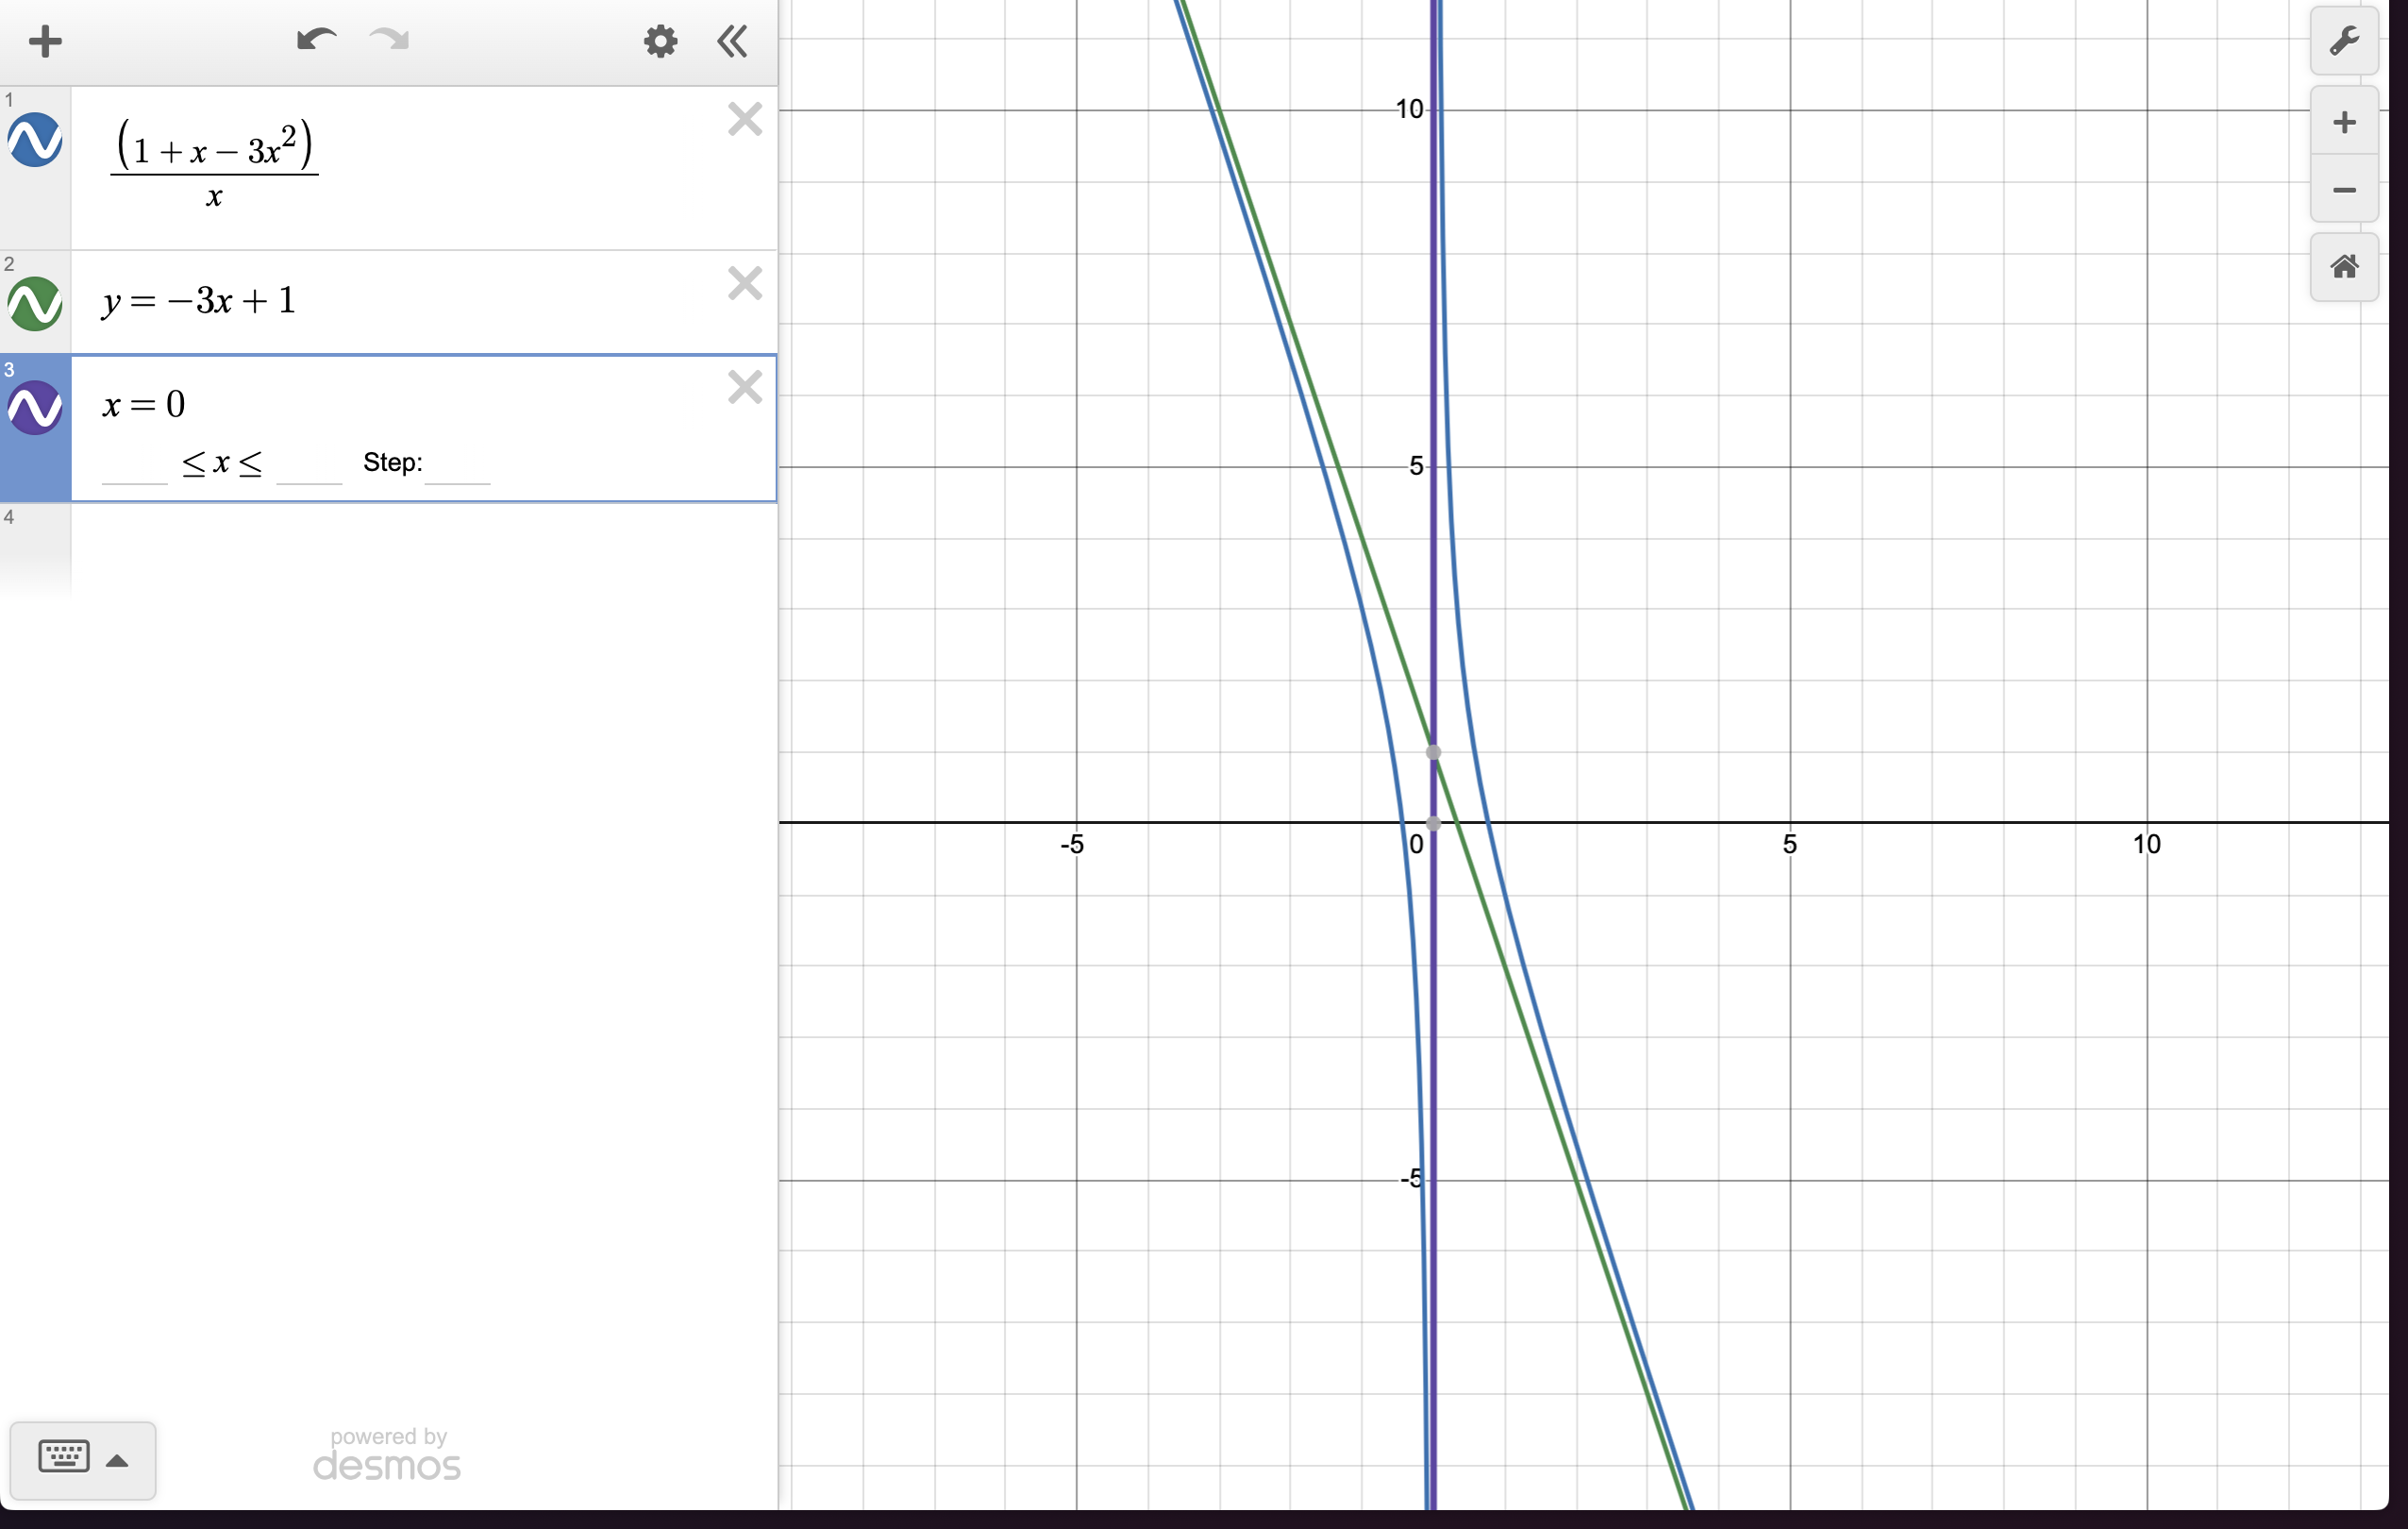 1
(1 + x − 3x²)
x
2
y = −3x + 1
3
x = 0
≤ x ≤ Step:
4
powered by
desmos
10
5
-5 0 5 10
-5